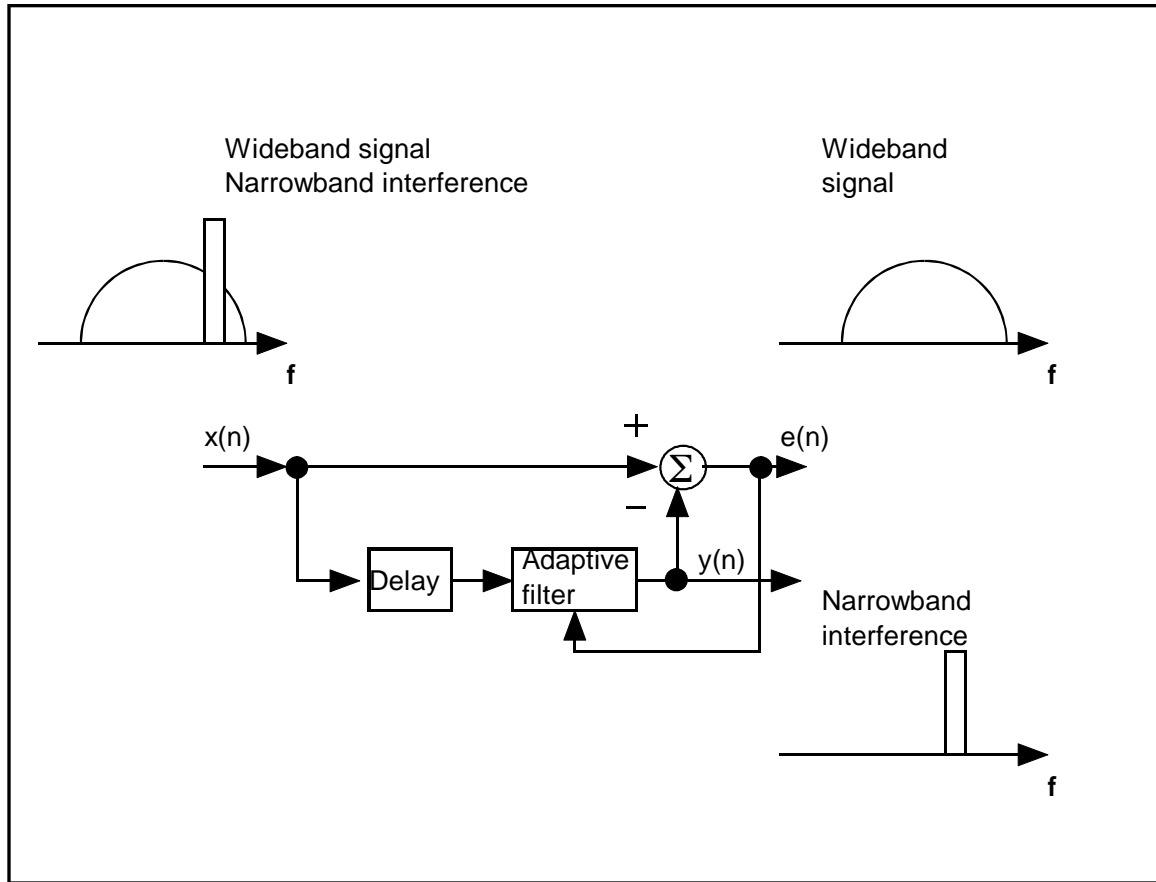 Wideband signal
Narrowband interference
Wideband
signal
f
f
x(n)
+
Σ
e(n)
−
Delay
Adaptive
filter
y(n)
Narrowband
interference
f